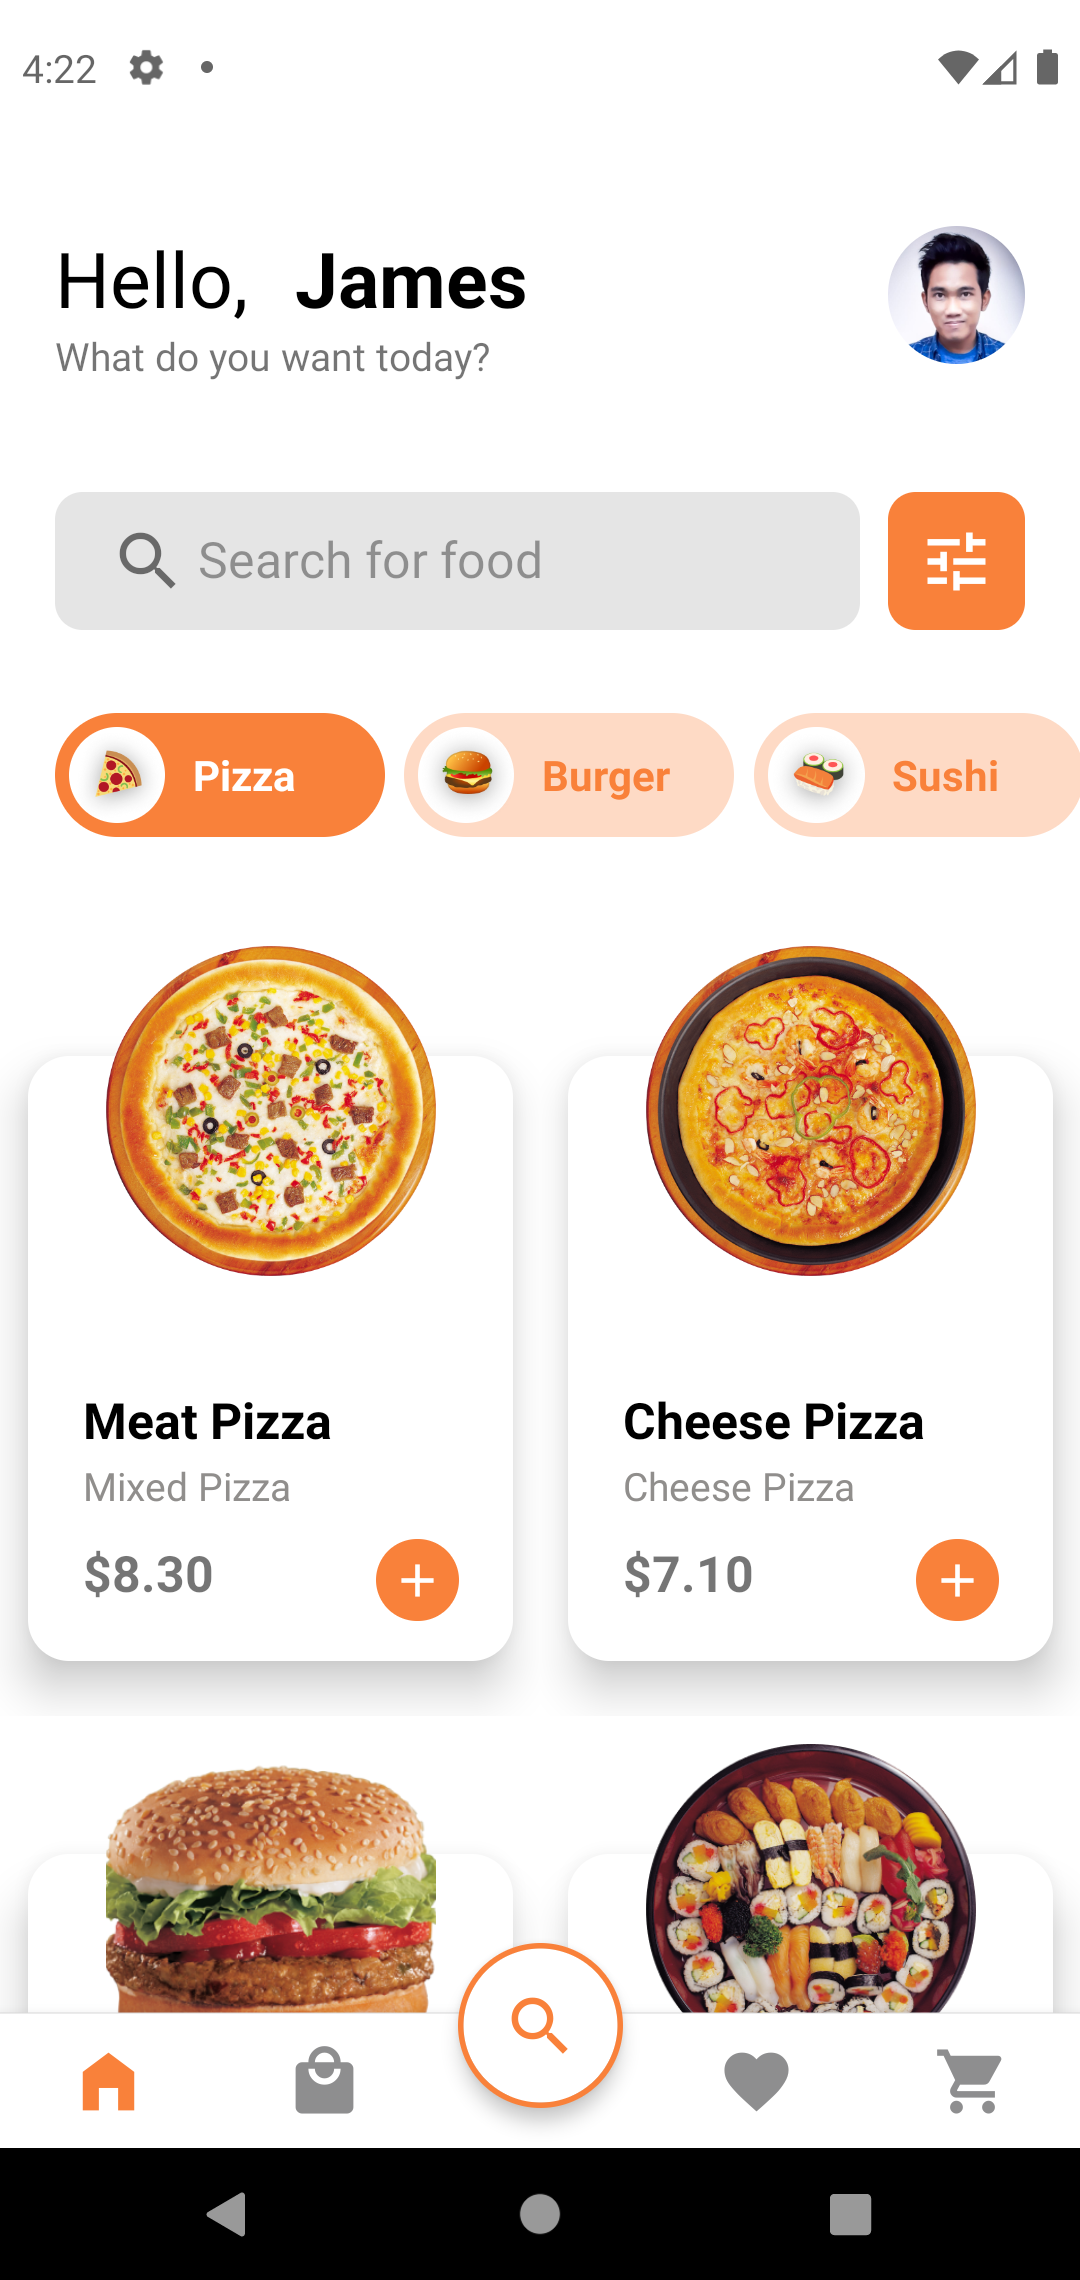 4:22
Hello, James
What do you want today?
Search for food
Pizza
Burger
Sushi
Meat Pizza
Mixed Pizza
$8.30
Cheese Pizza
Cheese Pizza
$7.10